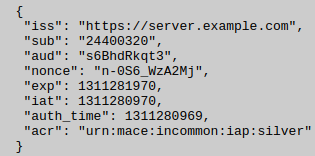 {
"iss": "https://server.example.com",
"sub": "24400320",
"aud": "s6BhdRkqt3",
"nonce": "n-0S6_WzA2Mj",
"exp": 1311281970,
"iat": 1311280970,
"auth_time": 1311280969,
"acr": "urn:mace:incommon:iap:silver"
}